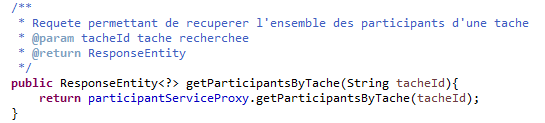 /**
 * Requete permettant de recuperer l'ensemble des participants d'une tache
 * @param tacheId tache recherchee
 * @return ResponseEntity
 */
public ResponseEntity<?> getParticipantsByTache(String tacheId){
    return participantServiceProxy.getParticipantsByTache(tacheId);
}